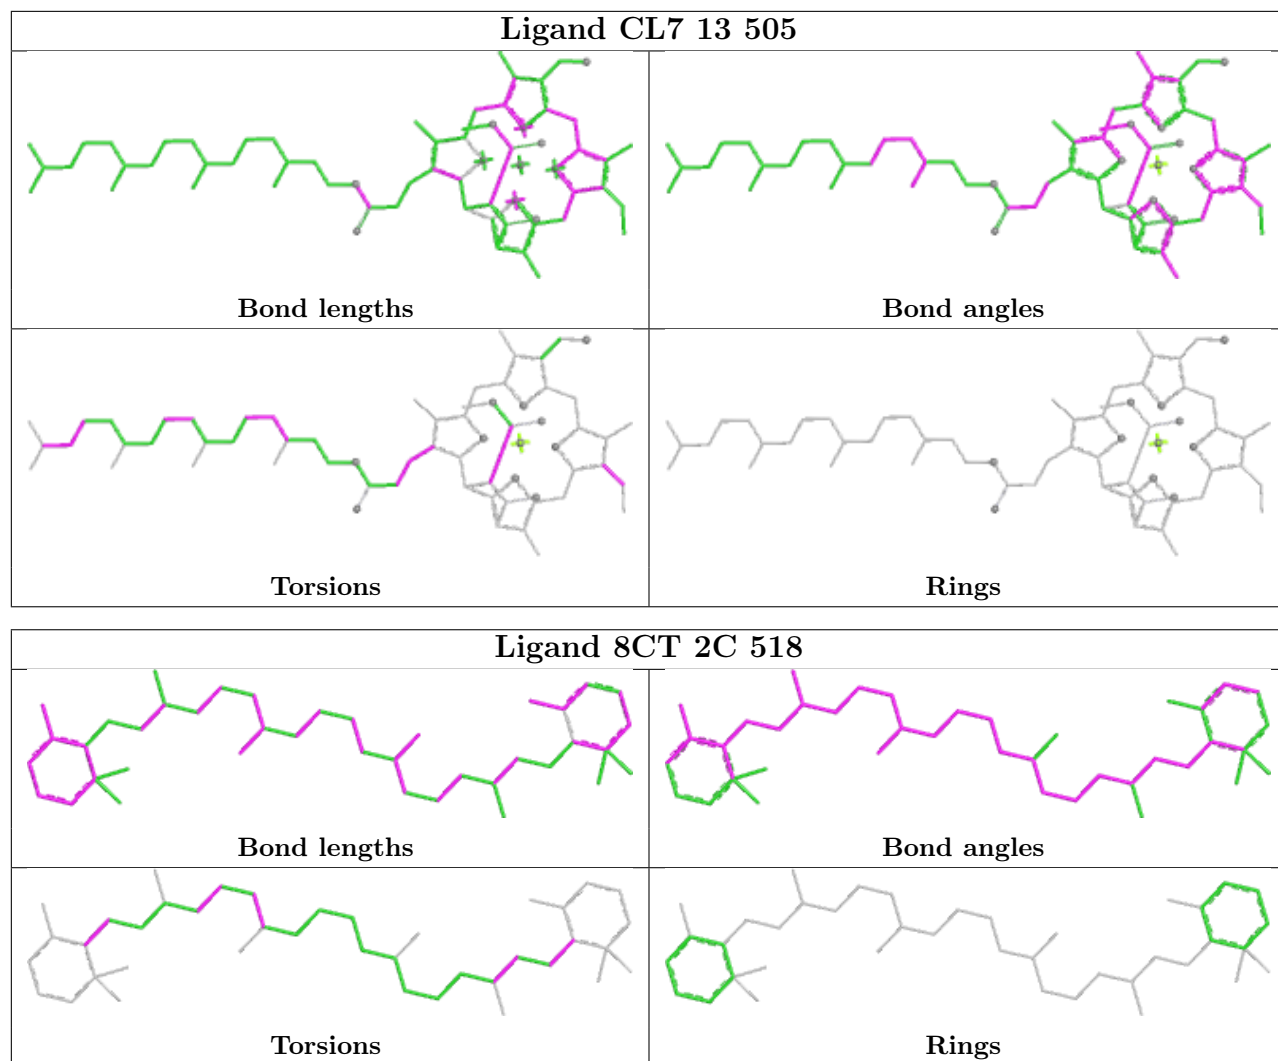 Ligand CL7 13 505
Bond lengths
Bond angles
Torsions
Rings
Ligand 8CT 2C 518
Bond lengths
Bond angles
Torsions
Rings